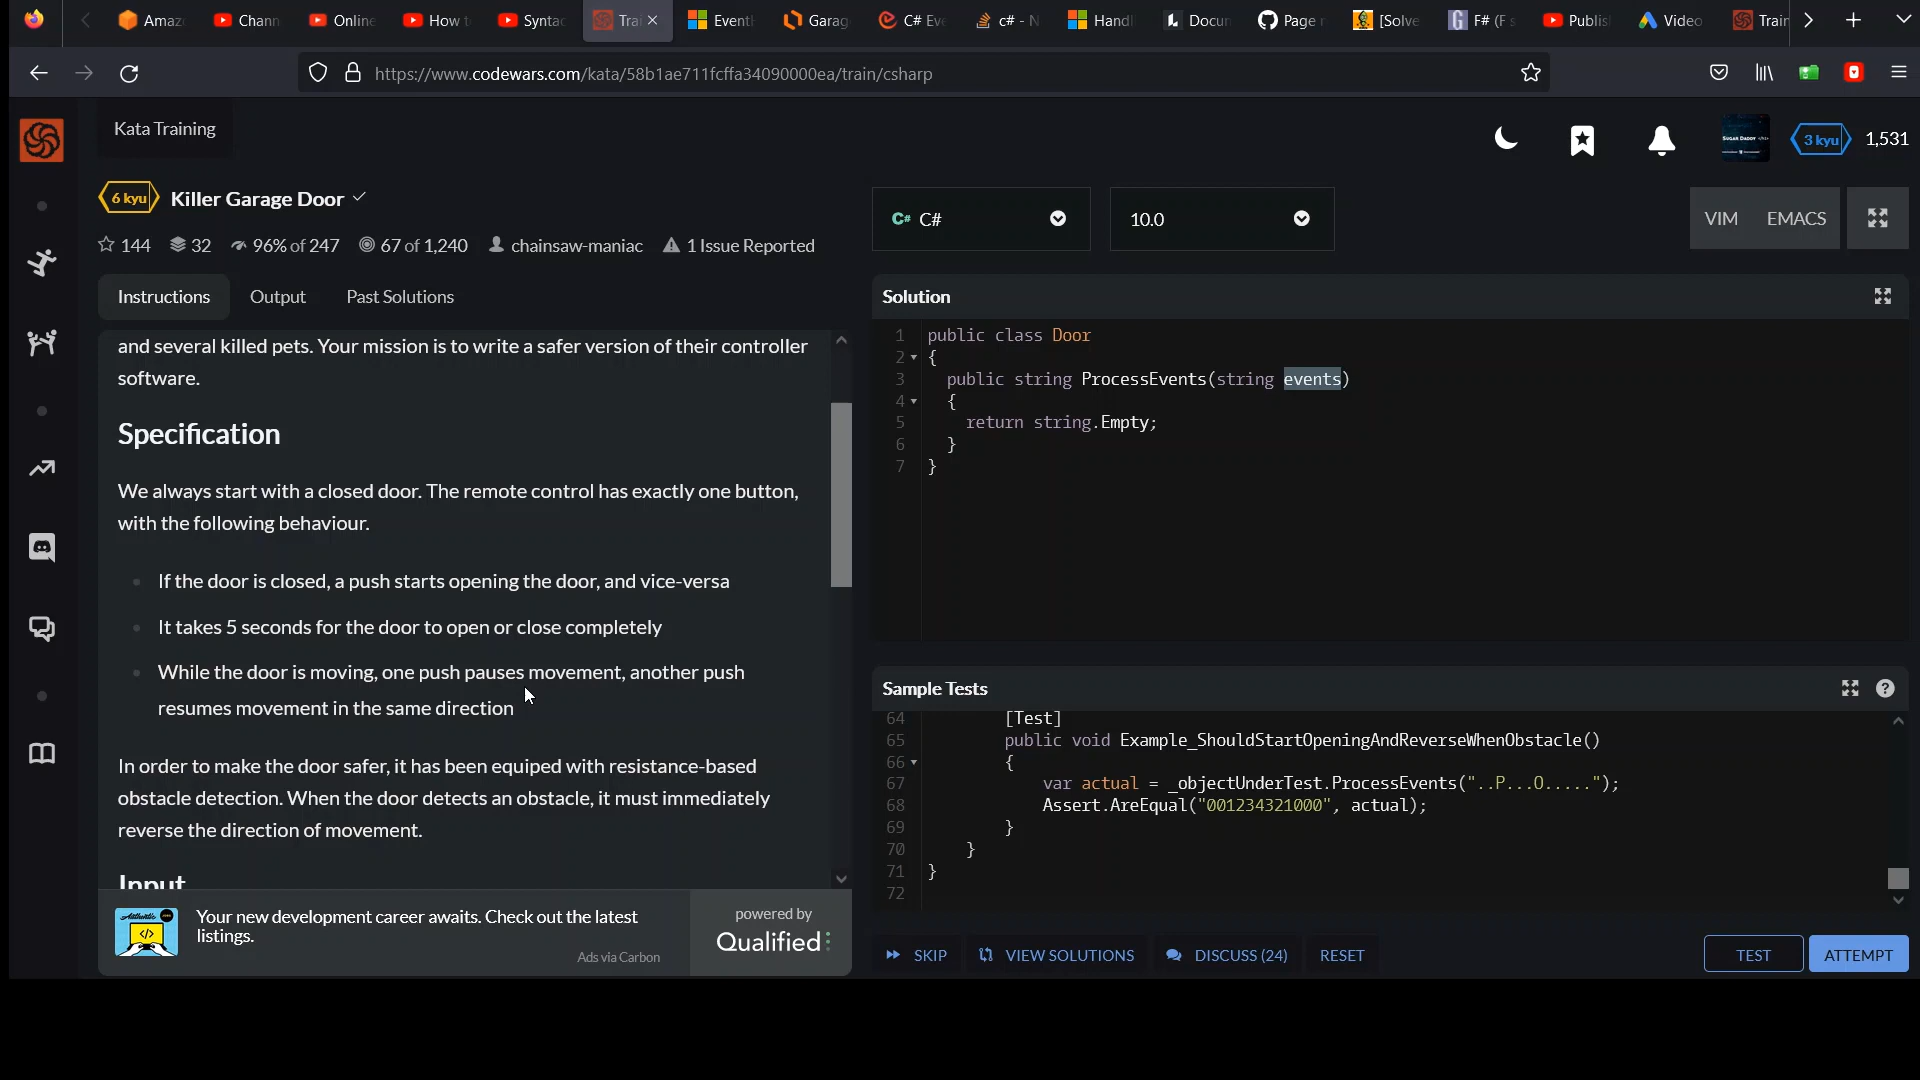 Amaz
Chann
Online
How t
Syntac
Trai
EventH
Garag
C# Eve
c# - N
Handl
Docun
Page n
[Solve
F# (F s
Publis
Video
Train
https://www.codewars.com/kata/58b1ae711fcffa34090000ea/train/csharp
Kata Training
3 kyu 1,531
6 kyu Killer Garage Door
144 32 96% of 247 67 of 1,240 chainsaw-maniac 1 Issue Reported
C# C#
10.0
VIM EMACS
Instructions Output Past Solutions
and several killed pets. Your mission is to write a safer version of their controller
software.
Specification
We always start with a closed door. The remote control has exactly one button,
with the following behaviour.
If the door is closed, a push starts opening the door, and vice-versa
It takes 5 seconds for the door to open or close completely
While the door is moving, one push pauses movement, another push
resumes movement in the same direction
In order to make the door safer, it has been equiped with resistance-based
obstacle detection. When the door detects an obstacle, it must immediately
reverse the direction of movement.
Input
Your new development career awaits. Check out the latest
listings.
Ads via Carbon
powered by
Qualified
Solution
1 public class Door
2 {
3 public string ProcessEvents(string events)
4 {
5 return string.Empty;
6 }
7 }
Sample Tests
64 [Test]
65 public void Example_ShouldStartOpeningAndReverseWhenObstacle()
66 {
67 var actual = _objectUnderTest.ProcessEvents("..P...O.....");
68 Assert.AreEqual("001234321000", actual);
69 }
70 }
71 }
72
SKIP VIEW SOLUTIONS DISCUSS (24) RESET
TEST ATTEMPT